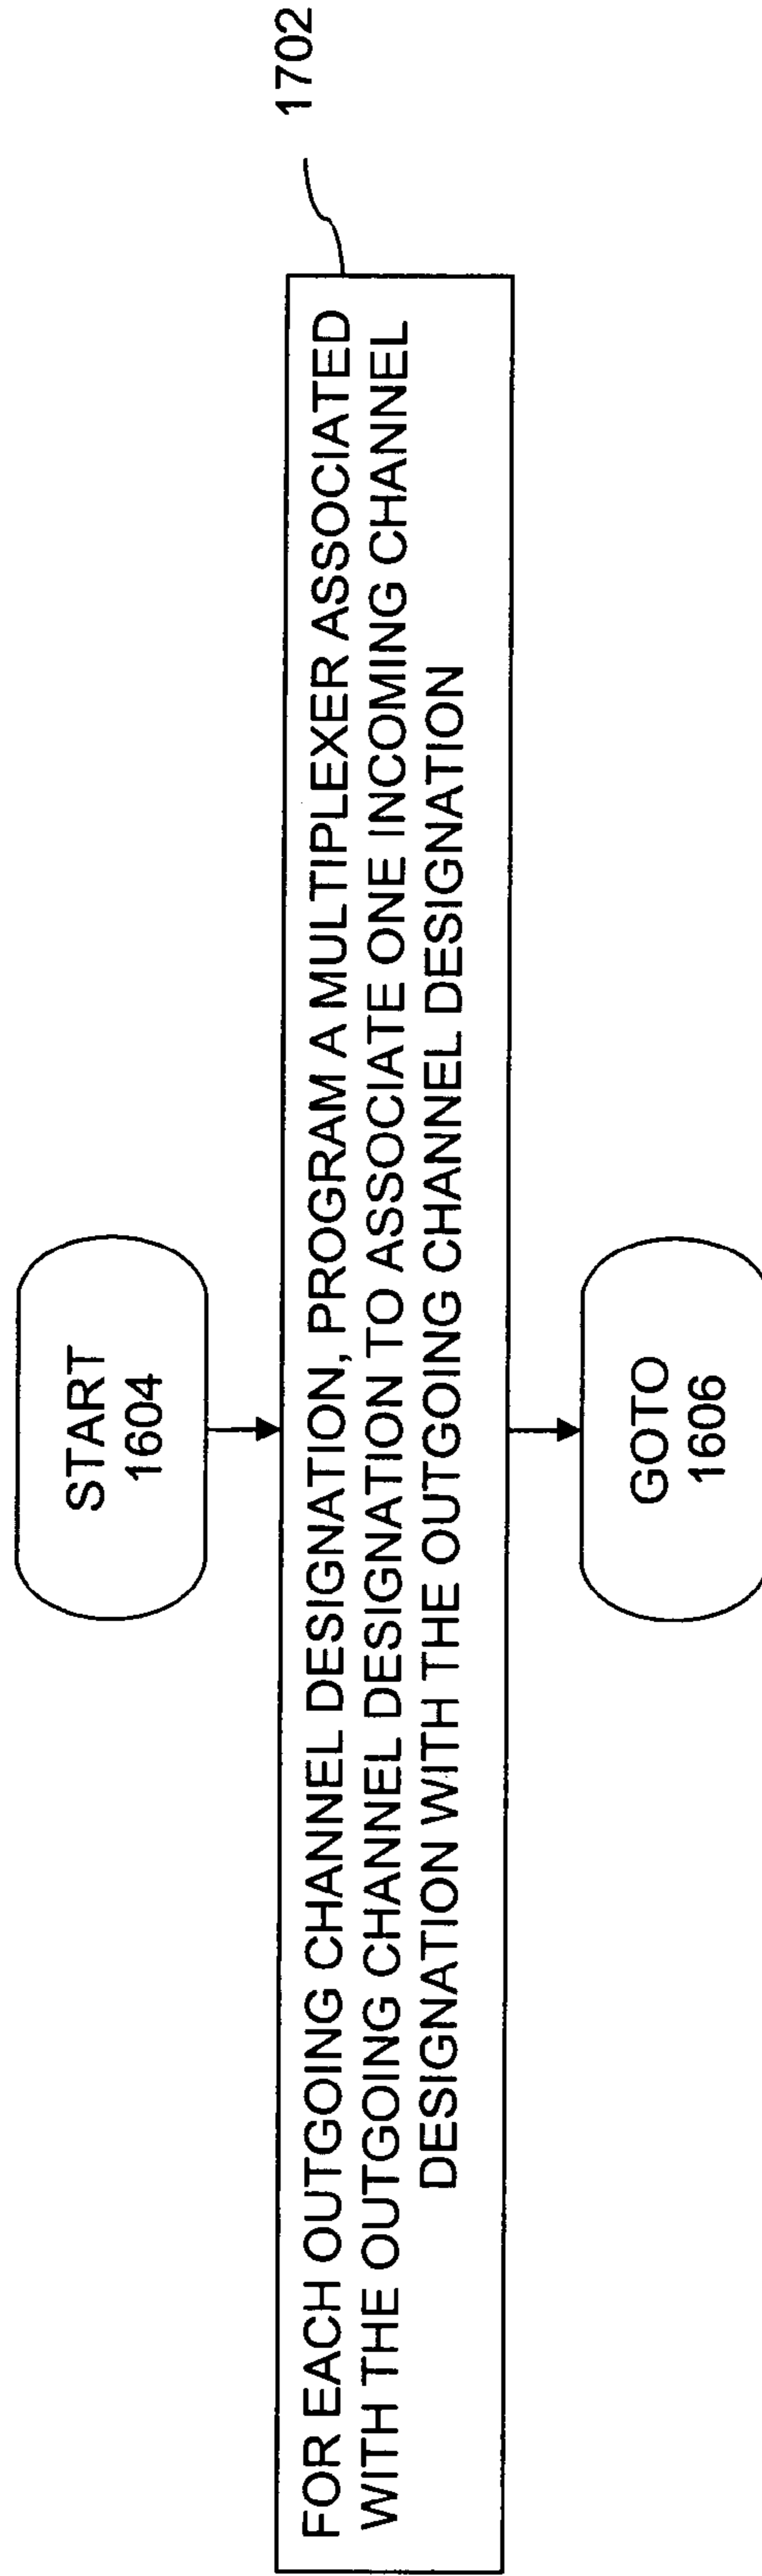 START
1604
1702
FOR EACH OUTGOING CHANNEL DESIGNATION, PROGRAM A MULTIPLEXER ASSOCIATED
WITH THE OUTGOING CHANNEL DESIGNATION TO ASSOCIATE ONE INCOMING CHANNEL
DESIGNATION WITH THE OUTGOING CHANNEL DESIGNATION
GOTO
1606